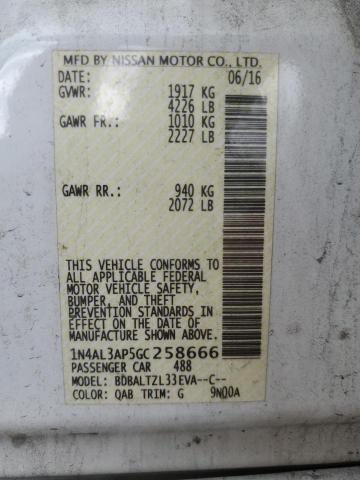 MFD BY NISSAN MOTOR CO., LTD.
DATE: 06/16
GVWR: 1917 KG
4226 LB
GAWR FR.: 1010 KG
2227 LB
GAWR RR.: 940 KG
2072 LB
THIS VEHICLE CONFORMS TO
ALL APPLICABLE FEDERAL
MOTOR VEHICLE SAFETY,
BUMPER, AND THEFT
PREVENTION STANDARDS IN
EFFECT ON THE DATE OF
MANUFACTURE SHOWN ABOVE.
1N4AL3AP5GC258666
PASSENGER CAR 488
MODEL: BDBALTZL33EVA--C--
COLOR: QAB TRIM: G 9N00A